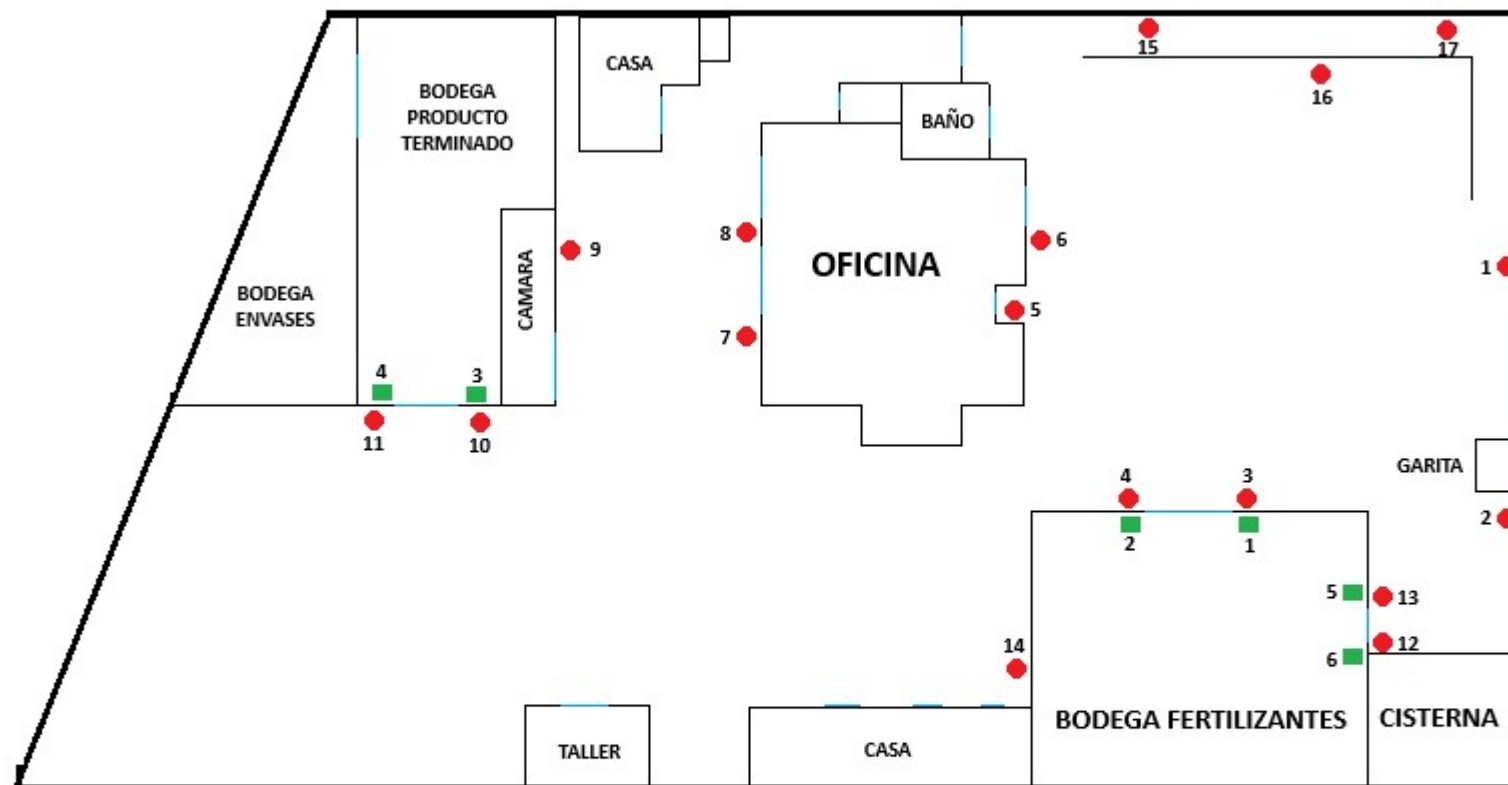 15
17
CASA
16
BODEGA
PRODUCTO
TERMINADO
BAÑO
8
6
9
OFICINA
1
CAMARA
BODEGA
ENVASES
5
7
4
3
11
10
GARITA
4
3
2
2
1
5
13
14
12
6
BODEGA FERTILIZANTES
CISTERNA
TALLER
CASA